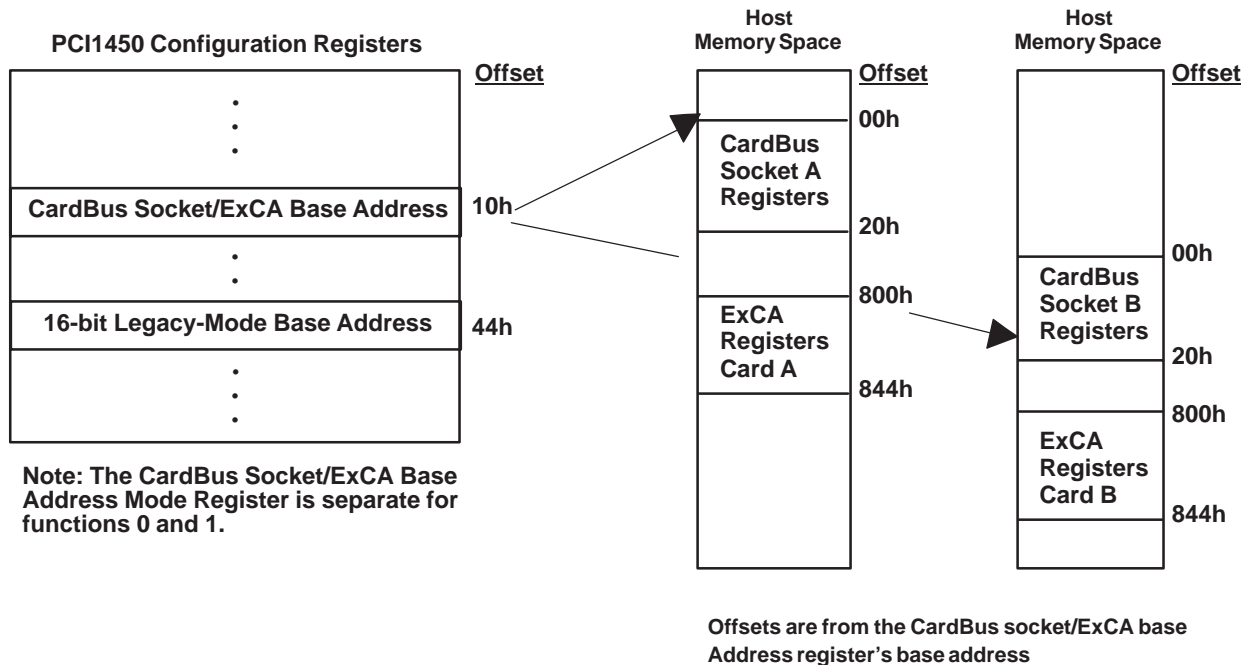 PCI1450 Configuration Registers
Offset
CardBus Socket/ExCA Base Address
10h
16-bit Legacy-Mode Base Address
44h
Note: The CardBus Socket/ExCA Base
Address Mode Register is separate for
functions 0 and 1.
Host
Memory Space
Offset
00h
CardBus
Socket A
Registers
20h
800h
ExCA
Registers
Card A
844h
Host
Memory Space
Offset
00h
CardBus
Socket B
Registers
20h
800h
ExCA
Registers
Card B
844h
Offsets are from the CardBus socket/ExCA base
Address register's base address